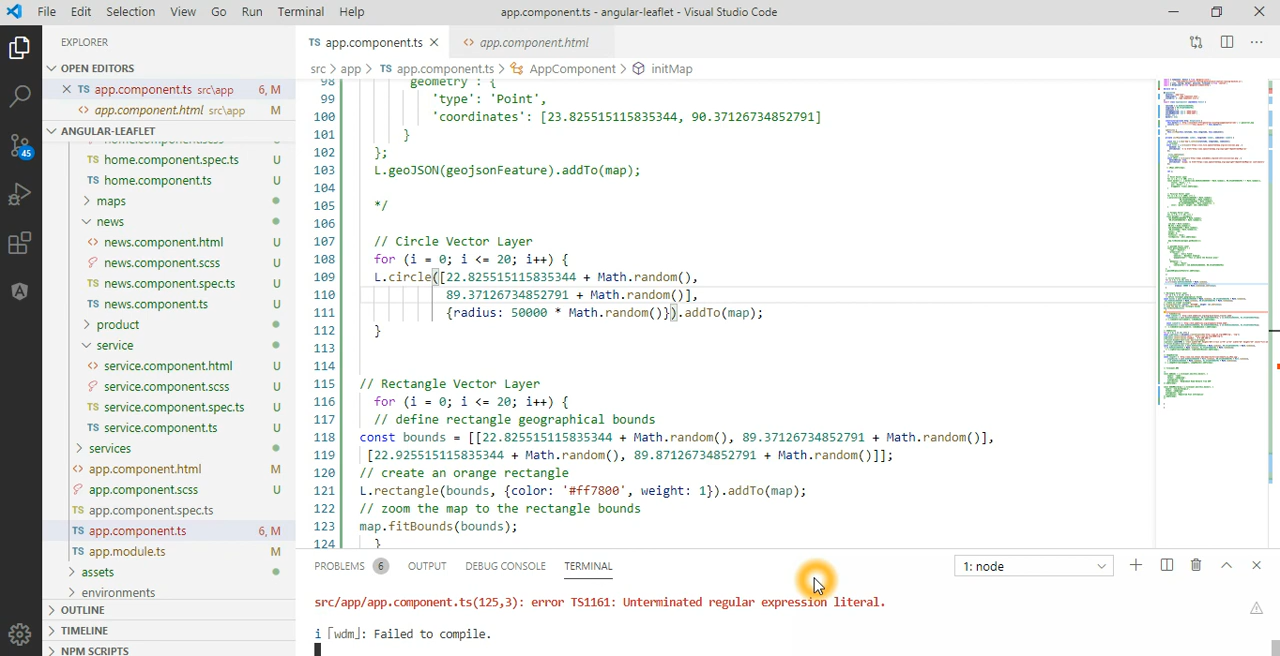 File Edit Selection View Go Run Terminal Help app.component.ts - angular-leaflet - Visual Studio Code
EXPLORER
OPEN EDITORS
TS app.component.ts src\app 6, M
<> app.component.html src\app M
ANGULAR-LEAFLET
home.component.scss U
TS home.component.spec.ts U
TS home.component.ts U
maps
news
<> news.component.html U
news.component.scss U
TS news.component.spec.ts U
TS news.component.ts U
product
service
<> service.component.html U
service.component.scss U
TS service.component.spec.ts U
TS service.component.ts U
services
<> app.component.html M
app.component.scss U
TS app.component.spec.ts
TS app.component.ts 6, M
TS app.module.ts M
assets
environments
OUTLINE
TIMELINE
NPM SCRIPTS
45
TS app.component.ts <> app.component.html
src > app > TS app.component.ts > AppComponent > initMap
98 'geometry': {
99 'type': 'Point',
100 'coordinates': [23.825515115835344, 90.37126734852791]
101 }
102 };
103 L.geoJSON(geojsonFeature).addTo(map);
104
105 */
106
107 // Circle Vector Layer
108 for (i = 0; i <= 20; i++) {
109 L.circle([22.825515115835344 + Math.random(),
110 89.37126734852791 + Math.random()],
111 {radius: 5000 * Math.random()}).addTo(map);
112 }
113
114
115 // Rectangle Vector Layer
116 for (i = 0; i <= 10; i++) {
117 // define rectangle geographical bounds
118 const bounds = [[22.825515115835344 + Math.random(), 89.37126734852791 + Math.random()],
119 [22.925515115835344 + Math.random(), 89.87126734852791 + Math.random()]];
120 // create an orange rectangle
121 L.rectangle(bounds, {color: '#ff7800', weight: 1}).addTo(map);
122 // zoom the map to the rectangle bounds
123 map.fitBounds(bounds);
124 }
PROBLEMS 6 OUTPUT DEBUG CONSOLE TERMINAL 1: node
src/app/app.component.ts(125,3): error TS1161: Unterminated regular expression literal.
i ｢wdm｣: Failed to compile.